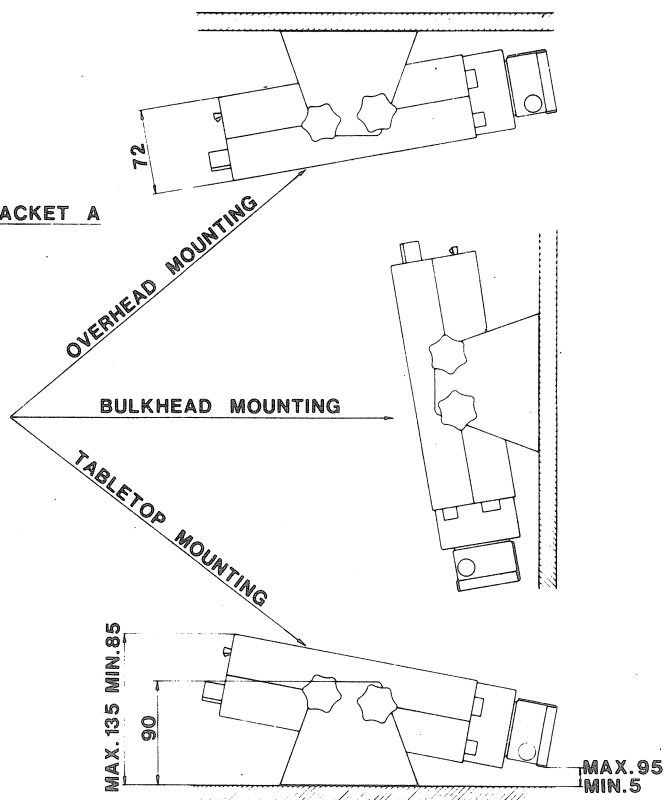 72
ACKET A
OVERHEAD MOUNTING
BULKHEAD MOUNTING
TABLETOP MOUNTING
MAX.135 MIN.85
90
MAX.95
MIN.5